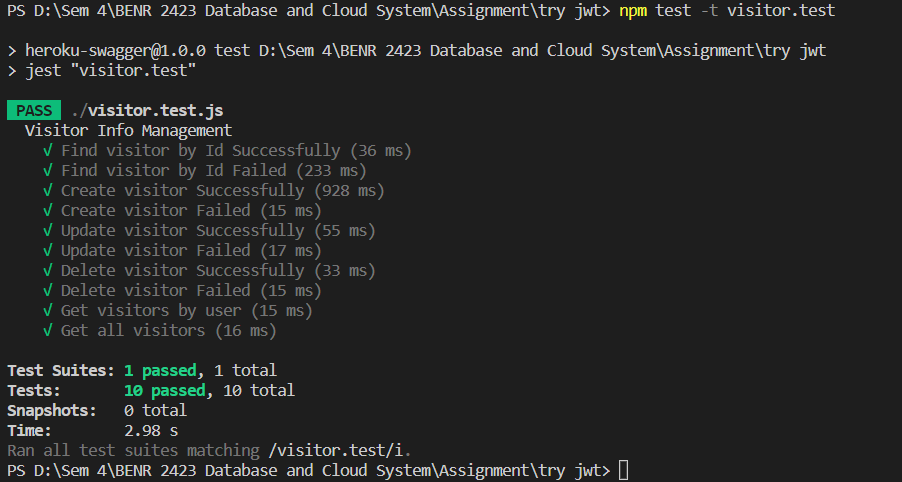 PS D:\Sem 4\BENR 2423 Database and Cloud System\Assignment\try jwt> npm test -t visitor.test
> heroku-swagger@1.0.0 test D:\Sem 4\BENR 2423 Database and Cloud System\Assignment\try jwt
> jest "visitor.test"
PASS ./visitor.test.js
Visitor Info Management
√ Find visitor by Id Successfully (36 ms)
√ Find visitor by Id Failed (233 ms)
√ Create visitor Successfully (928 ms)
√ Create visitor Failed (15 ms)
√ Update visitor Successfully (55 ms)
√ Update visitor Failed (17 ms)
√ Delete visitor Successfully (33 ms)
√ Delete visitor Failed (15 ms)
√ Get visitors by user (15 ms)
√ Get all visitors (16 ms)
Test Suites: 1 passed, 1 total
Tests: 10 passed, 10 total
Snapshots: 0 total
Time: 2.98 s
Ran all test suites matching /visitor.test/i.
PS D:\Sem 4\BENR 2423 Database and Cloud System\Assignment\try jwt>